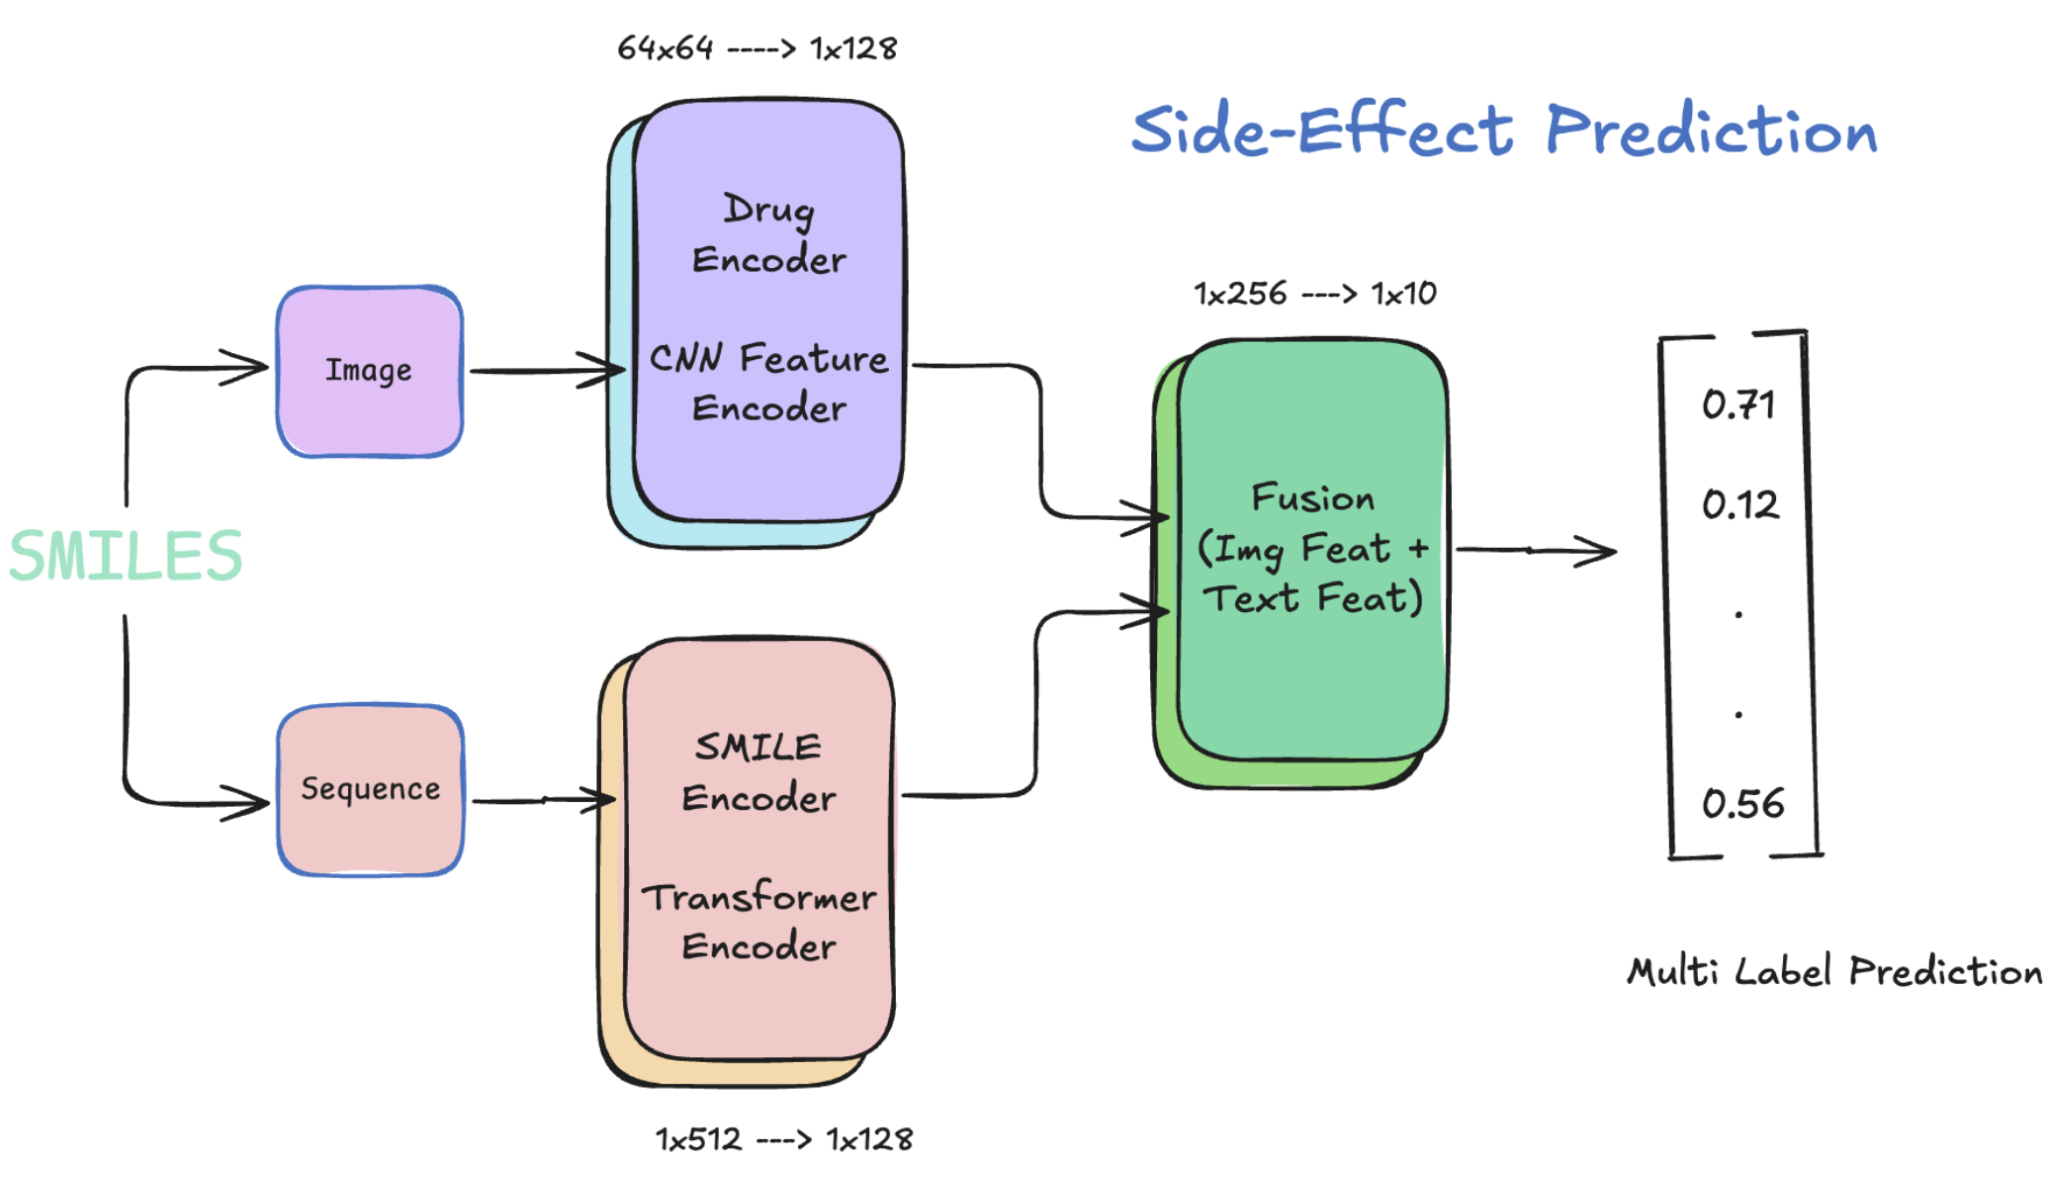 64x64 ----> 1x128
Side-Effect Prediction
Drug
Encoder
CNN Feature
Encoder
Image
1x256 ---> 1x10
SMILES
Fusion
(Img Feat +
Text Feat)
0.71
0.12
.
.
0.56
Sequence
SMILE
Encoder
Transformer
Encoder
Multi Label Prediction
1x512 ---> 1x128